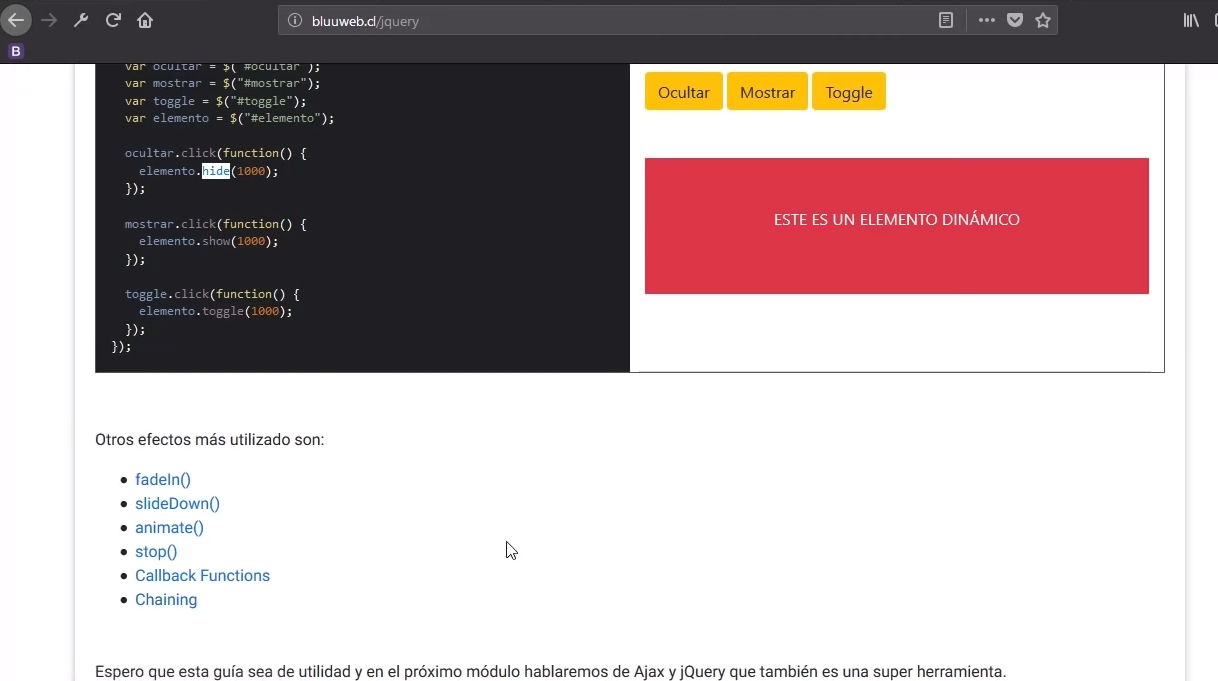 bluuweb.cl/jquery
B
var ocultar = $("#ocultar");
var mostrar = $("#mostrar");
var toggle = $("#toggle");
var elemento = $("#elemento");
ocultar.click(function() {
elemento.hide(1000);
});
mostrar.click(function() {
elemento.show(1000);
});
toggle.click(function() {
elemento.toggle(1000);
});
});
Ocultar Mostrar Toggle
ESTE ES UN ELEMENTO DINÁMICO
Otros efectos más utilizado son:
• fadeIn()
• slideDown()
• animate()
• stop()
• Callback Functions
• Chaining
Espero que esta guía sea de utilidad y en el próximo módulo hablaremos de Ajax y jQuery que también es una super herramienta.